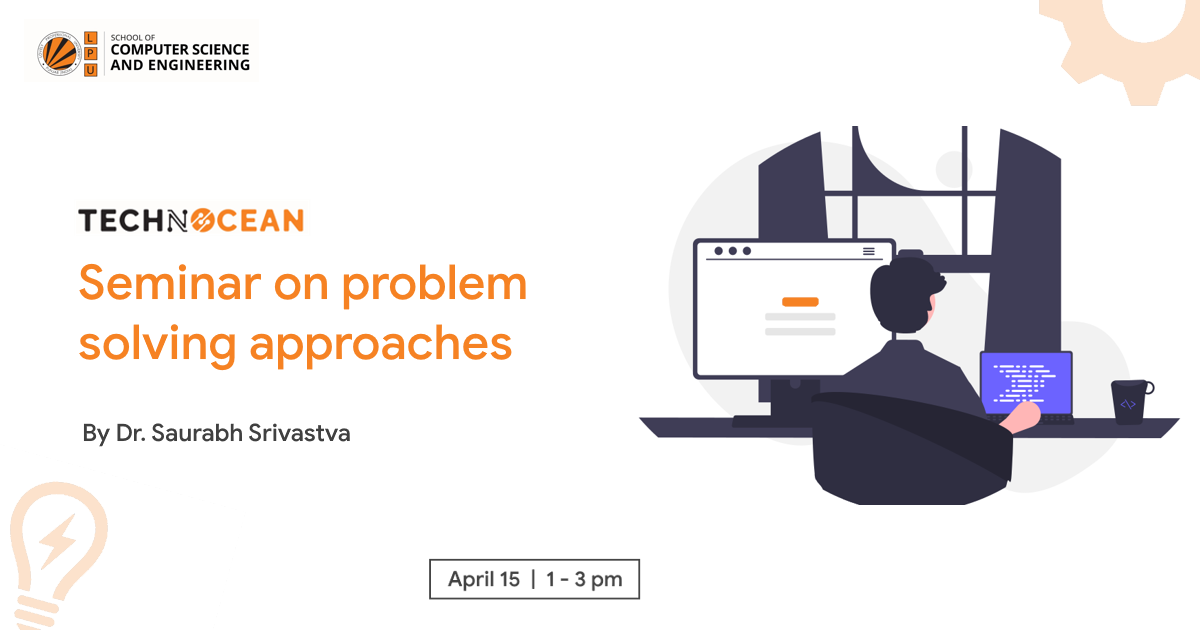 L
P
U
SCHOOL OF
COMPUTER SCIENCE
AND ENGINEERING
TECHNOCEAN
Seminar on problem
solving approaches
By Dr. Saurabh Srivastva
April 15 | 1 - 3 pm